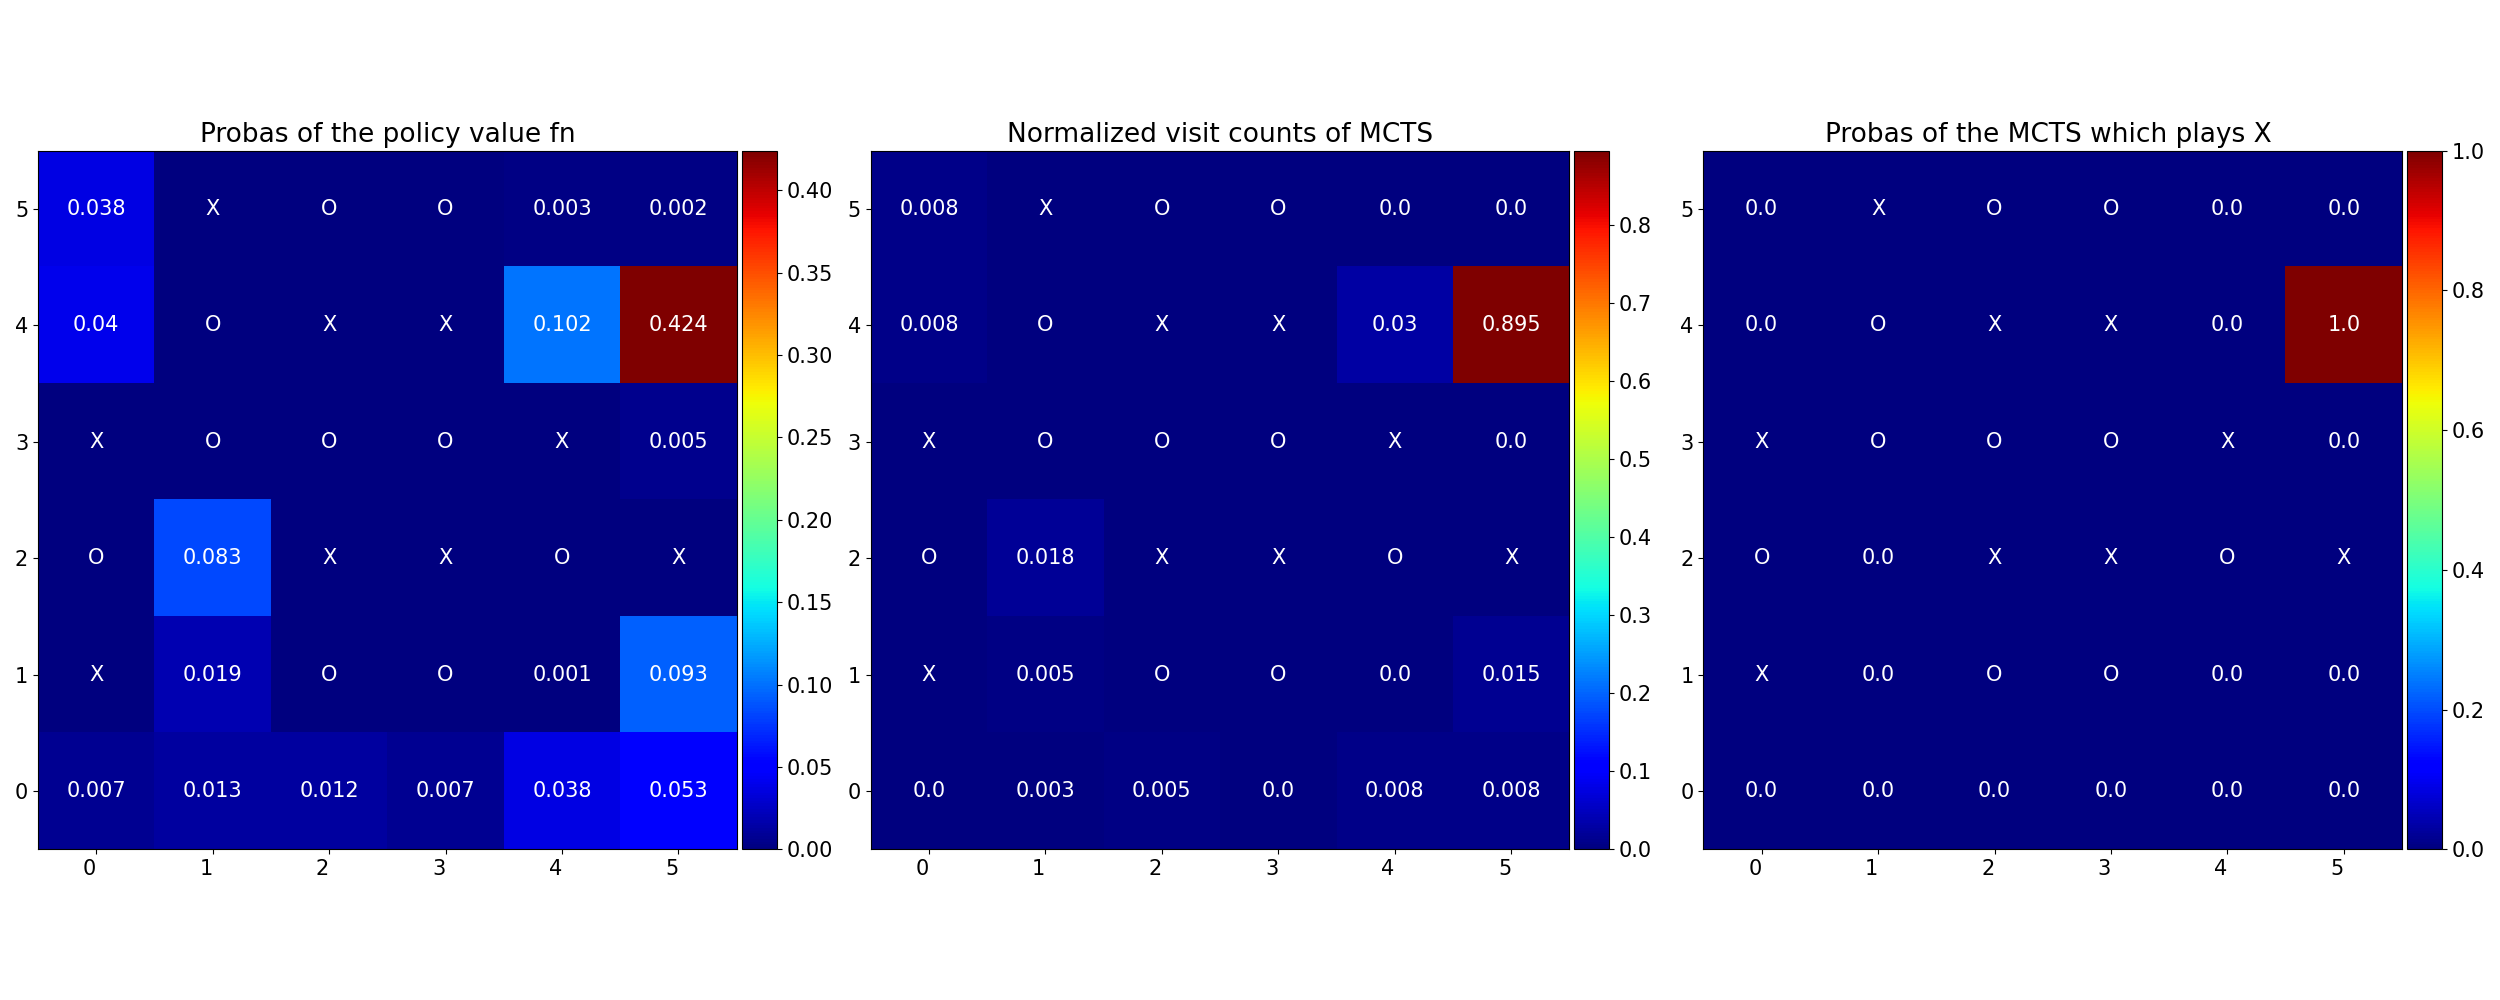 Probas of the policy value fn
5 0.038 X O O 0.003 0.002
4 0.04 O X X 0.102 0.424
3 X O O O X 0.005
2 O 0.083 X X O X
1 X 0.019 O O 0.001 0.093
0 0.007 0.013 0.012 0.007 0.038 0.053
0 1 2 3 4 5
0.40
0.35
0.30
0.25
0.20
0.15
0.10
0.05
0.00
Normalized visit counts of MCTS
5 0.008 X O O 0.0 0.0
4 0.008 O X X 0.03 0.895
3 X O O O X 0.0
2 O 0.018 X X O X
1 X 0.005 O O 0.0 0.015
0 0.0 0.003 0.005 0.0 0.008 0.008
0 1 2 3 4 5
0.8
0.7
0.6
0.5
0.4
0.3
0.2
0.1
0.0
Probas of the MCTS which plays X
5 0.0 X O O 0.0 0.0
4 0.0 O X X 0.0 1.0
3 X O O O X 0.0
2 O 0.0 X X O X
1 X 0.0 O O 0.0 0.0
0 0.0 0.0 0.0 0.0 0.0 0.0
0 1 2 3 4 5
1.0
0.8
0.6
0.4
0.2
0.0